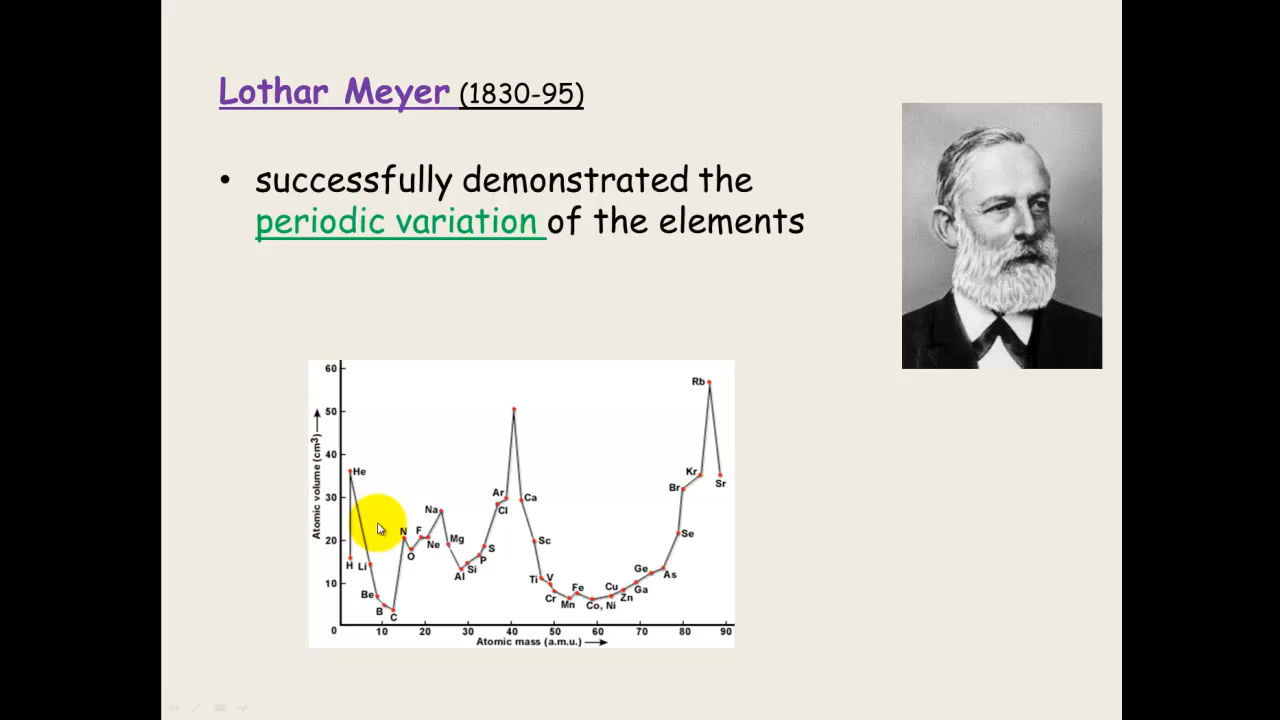 Lothar Meyer (1830-95)
• successfully demonstrated the
periodic variation of the elements
Atomic volume (cm³)
60
50
40
30
20
10
0
10 20 30 40 50 60 70 80 90
Atomic mass (a.m.u.)
He
H
Li
Be
B
C
N
O
F
Ne
Na
Mg
Al
Si
P
S
Ar
Cl
Ca
Sc
Ti
V
Cr
Mn
Fe
Co, Ni
Cu
Zn
Ga
Ge
As
Se
Br
Kr
Rb
Sr